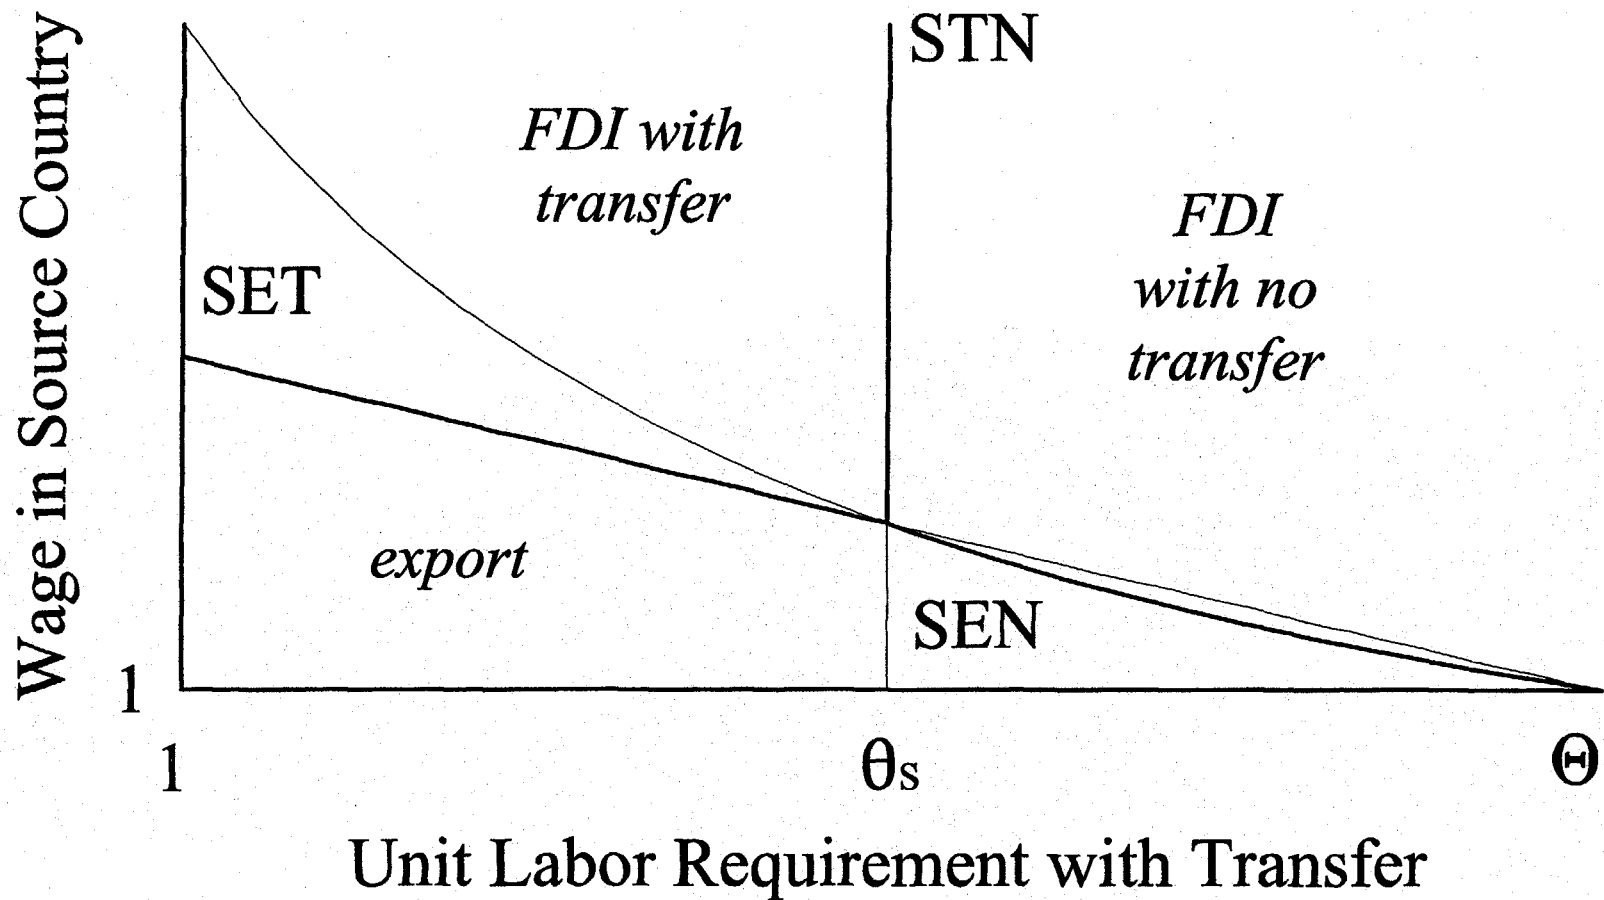 Wage in Source Country
STN
FDI with
transfer
FDI
with no
transfer
SET
export
SEN
1
1
θs
Θ
Unit Labor Requirement with Transfer